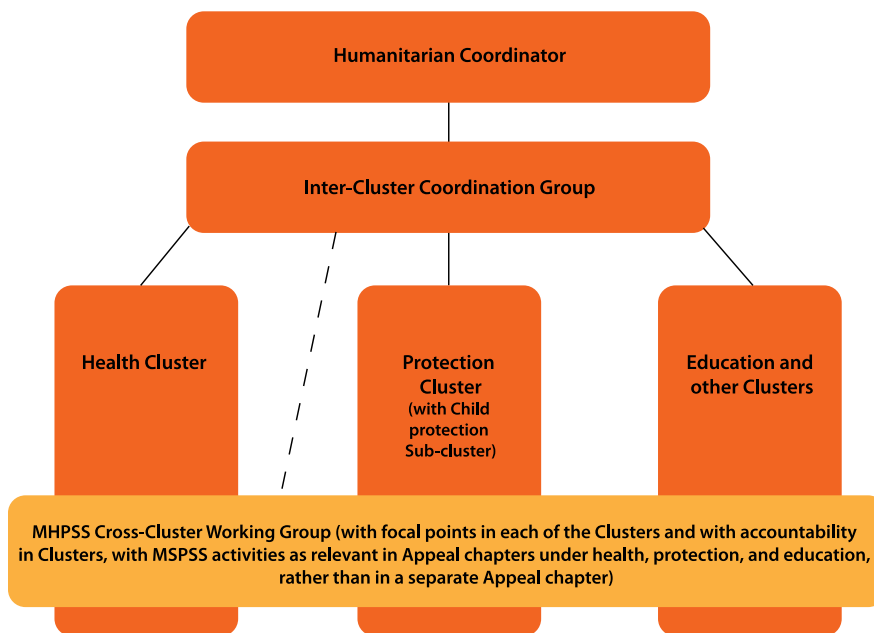 Humanitarian Coordinator
Inter-Cluster Coordination Group
Health Cluster
Protection
Cluster
(with Child
protection
Sub-cluster)
Education and
other Clusters
MHPSS Cross-Cluster Working Group (with focal points in each of the Clusters and with accountability
in Clusters, with MSPSS activities as relevant in Appeal chapters under health, protection, and education,
rather than in a separate Appeal chapter)